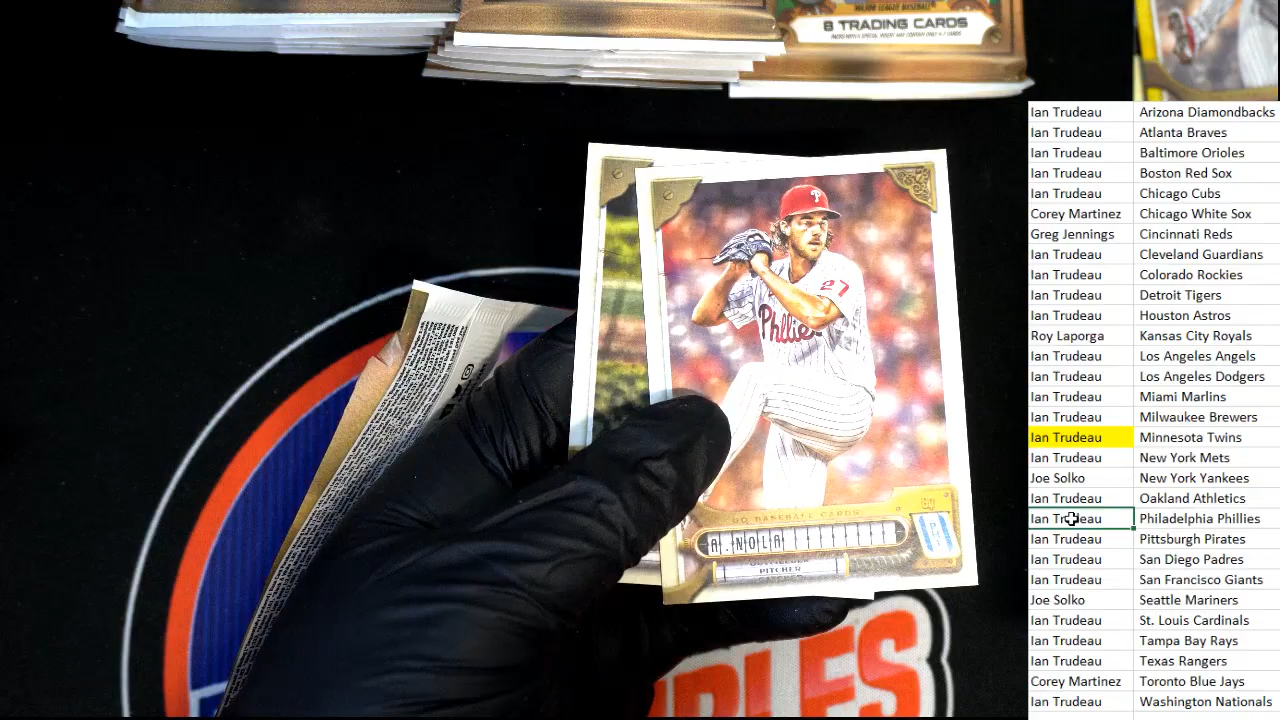 MAJOR LEAGUE BASEBALL
8 TRADING CARDS
27
Phillies
GQ BASEBALL CARDS
A. NOLA
PITCHER
PHI
Ian Trudeau Arizona Diamondbacks
Ian Trudeau Atlanta Braves
Ian Trudeau Baltimore Orioles
Ian Trudeau Boston Red Sox
Ian Trudeau Chicago Cubs
Corey Martinez Chicago White Sox
Greg Jennings Cincinnati Reds
Ian Trudeau Cleveland Guardians
Ian Trudeau Colorado Rockies
Ian Trudeau Detroit Tigers
Ian Trudeau Houston Astros
Roy Laporga Kansas City Royals
Ian Trudeau Los Angeles Angels
Ian Trudeau Los Angeles Dodgers
Ian Trudeau Miami Marlins
Ian Trudeau Milwaukee Brewers
Ian Trudeau Minnesota Twins
Ian Trudeau New York Mets
Joe Solko New York Yankees
Ian Trudeau Oakland Athletics
Ian Trudeau Philadelphia Phillies
Ian Trudeau Pittsburgh Pirates
Ian Trudeau San Diego Padres
Ian Trudeau San Francisco Giants
Joe Solko Seattle Mariners
Ian Trudeau St. Louis Cardinals
Ian Trudeau Tampa Bay Rays
Ian Trudeau Texas Rangers
Corey Martinez Toronto Blue Jays
Ian Trudeau Washington Nationals